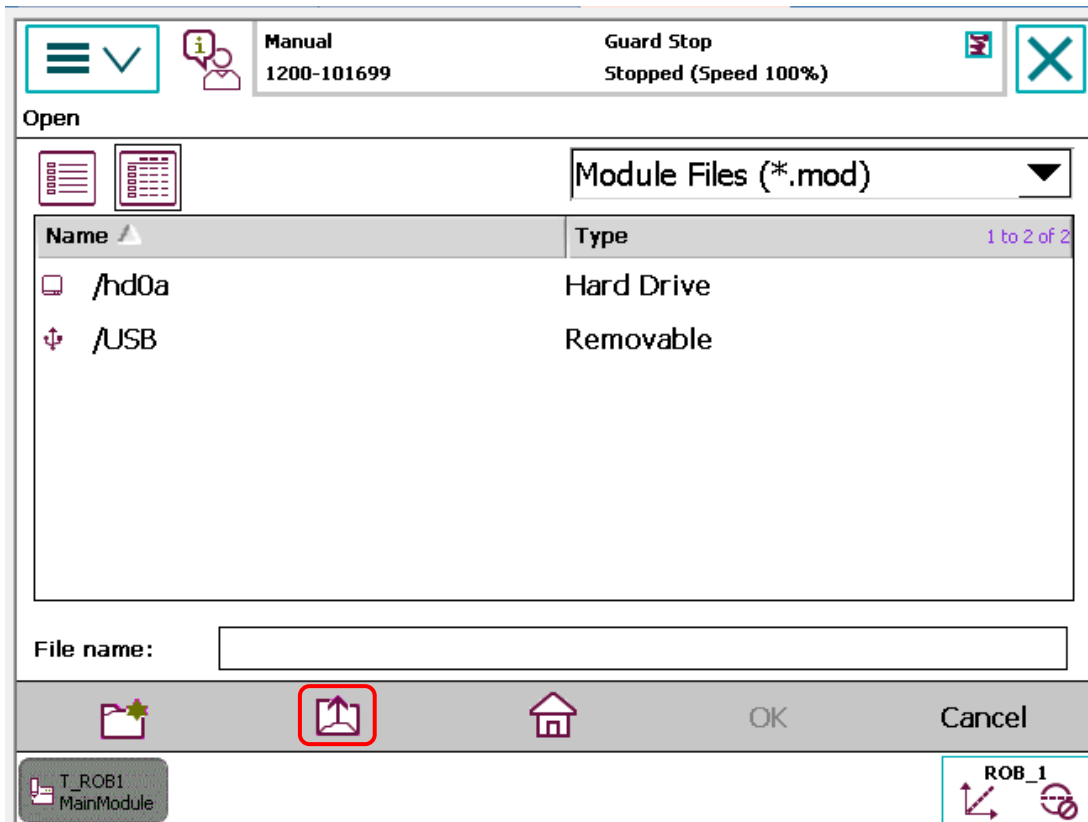 Manual
1200-101699
Guard Stop
Stopped (Speed 100%)
Open
Module Files (*.mod)
Name Type 1 to 2 of 2
/hd0a Hard Drive
/USB Removable
File name:
OK Cancel
T_ROB1
MainModule
ROB_1